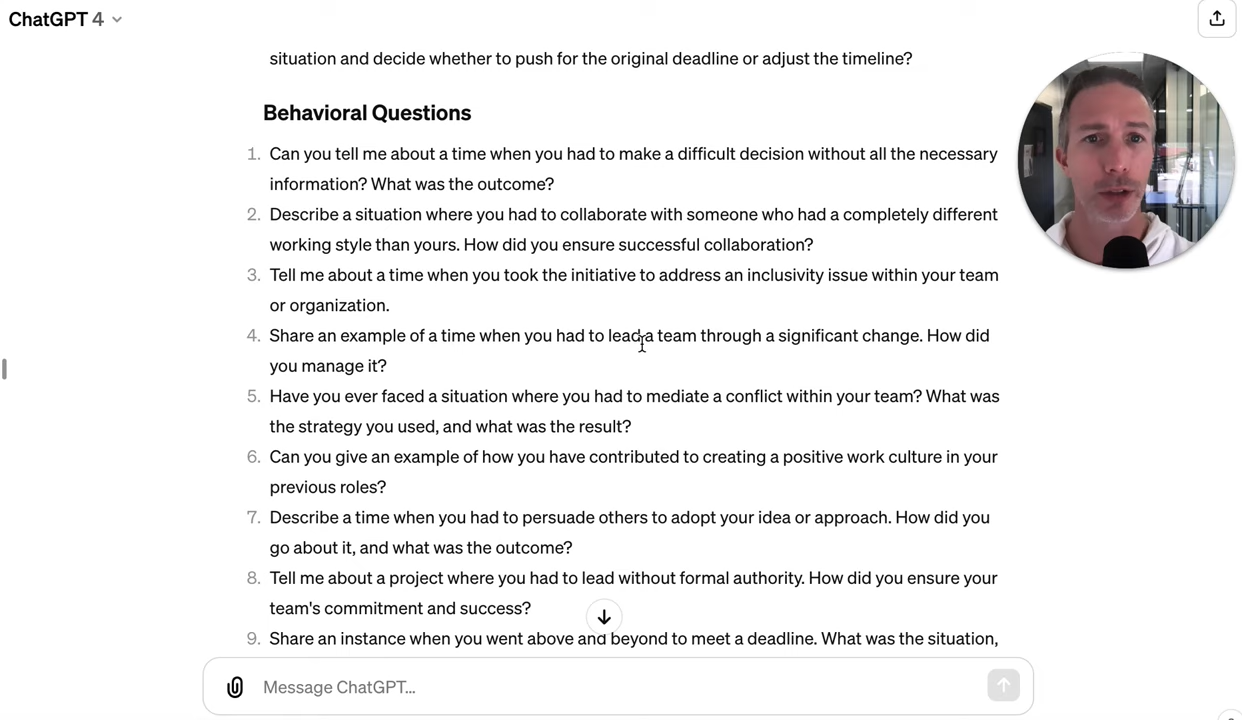 ChatGPT 4
situation and decide whether to push for the original deadline or adjust the timeline?
Behavioral Questions
1. Can you tell me about a time when you had to make a difficult decision without all the necessary
information? What was the outcome?
2. Describe a situation where you had to collaborate with someone who had a completely different
working style than yours. How did you ensure successful collaboration?
3. Tell me about a time when you took the initiative to address an inclusivity issue within your team
or organization.
4. Share an example of a time when you had to lead a team through a significant change. How did
you manage it?
5. Have you ever faced a situation where you had to mediate a conflict within your team? What was
the strategy you used, and what was the result?
6. Can you give an example of how you have contributed to creating a positive work culture in your
previous roles?
7. Describe a time when you had to persuade others to adopt your idea or approach. How did you
go about it, and what was the outcome?
8. Tell me about a project where you had to lead without formal authority. How did you ensure your
team's commitment and success?
9. Share an instance when you went above and beyond to meet a deadline. What was the situation,
Message ChatGPT...